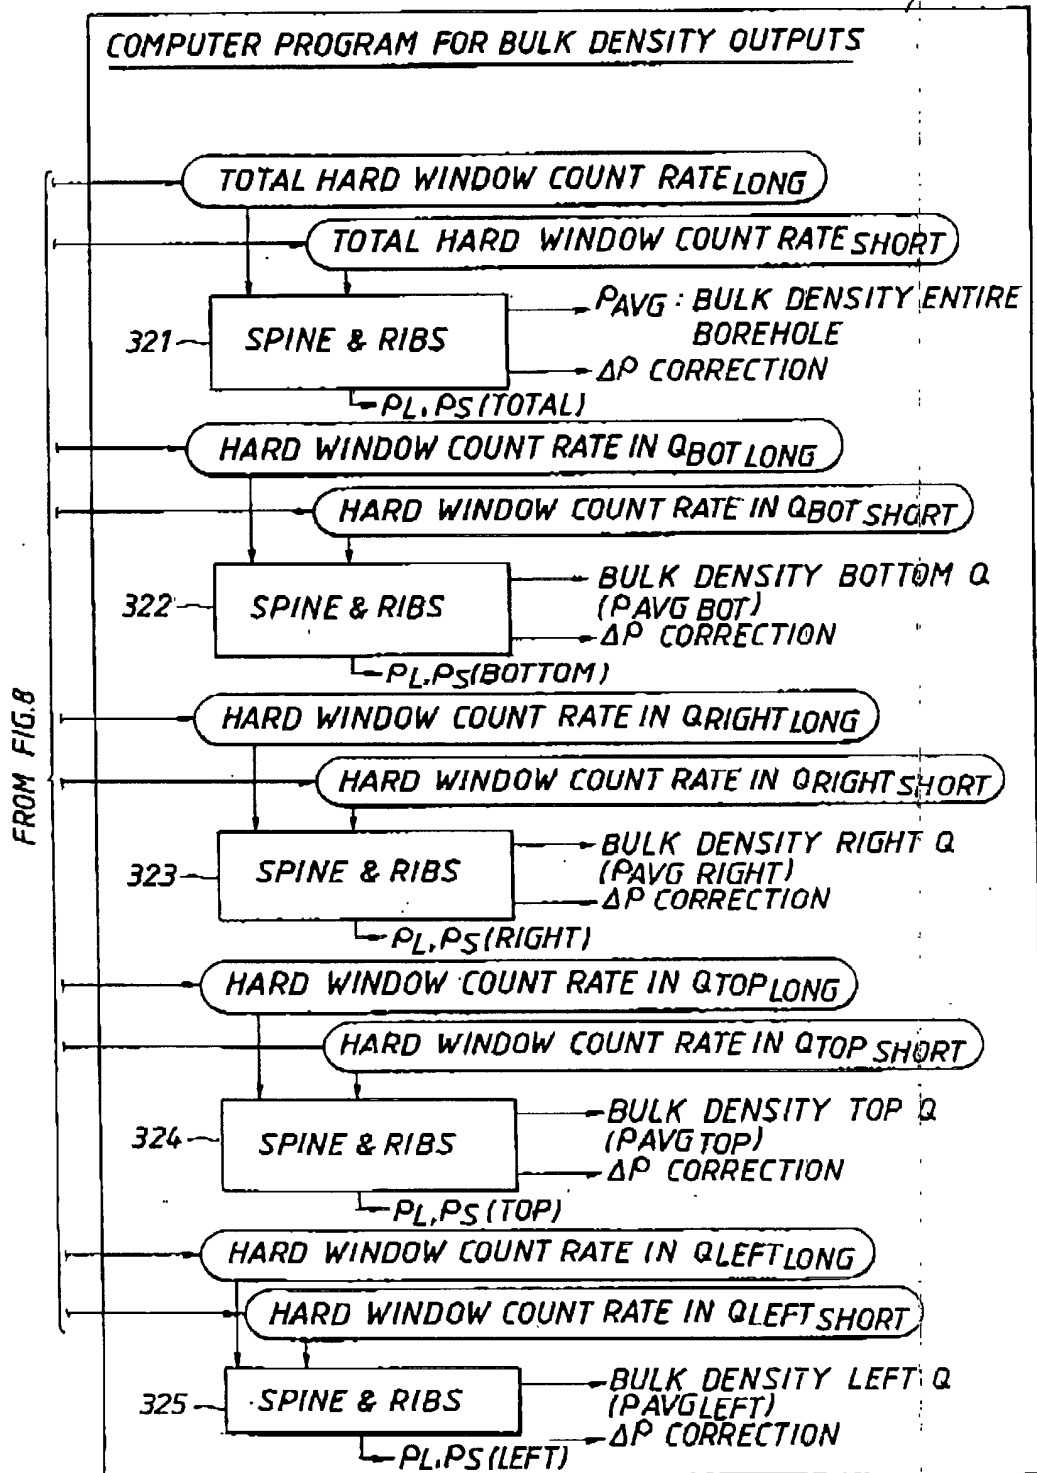 COMPUTER PROGRAM FOR BULK DENSITY OUTPUTS
TOTAL HARD WINDOW COUNT RATE LONG
TOTAL HARD WINDOW COUNT RATE SHORT
321
SPINE & RIBS
ρAVG : BULK DENSITY ENTIRE
BOREHOLE
Δρ CORRECTION
ρL, ρS (TOTAL)
HARD WINDOW COUNT RATE IN QBOT LONG
HARD WINDOW COUNT RATE IN QBOT SHORT
322
SPINE & RIBS
BULK DENSITY BOTTOM Q
(ρAVG BOT)
Δρ CORRECTION
ρL, ρS (BOTTOM)
FROM FIG.8
HARD WINDOW COUNT RATE IN QRIGHT LONG
HARD WINDOW COUNT RATE IN QRIGHT SHORT
323
SPINE & RIBS
BULK DENSITY RIGHT Q
(ρAVG RIGHT)
Δρ CORRECTION
ρL, ρS (RIGHT)
HARD WINDOW COUNT RATE IN QTOP LONG
HARD WINDOW COUNT RATE IN QTOP SHORT
324
SPINE & RIBS
BULK DENSITY TOP Q
(ρAVG TOP)
Δρ CORRECTION
ρL, ρS (TOP)
HARD WINDOW COUNT RATE IN QLEFT LONG
HARD WINDOW COUNT RATE IN QLEFT SHORT
325
SPINE & RIBS
BULK DENSITY LEFT Q
(ρAVG LEFT)
Δρ CORRECTION
ρL, ρS (LEFT)